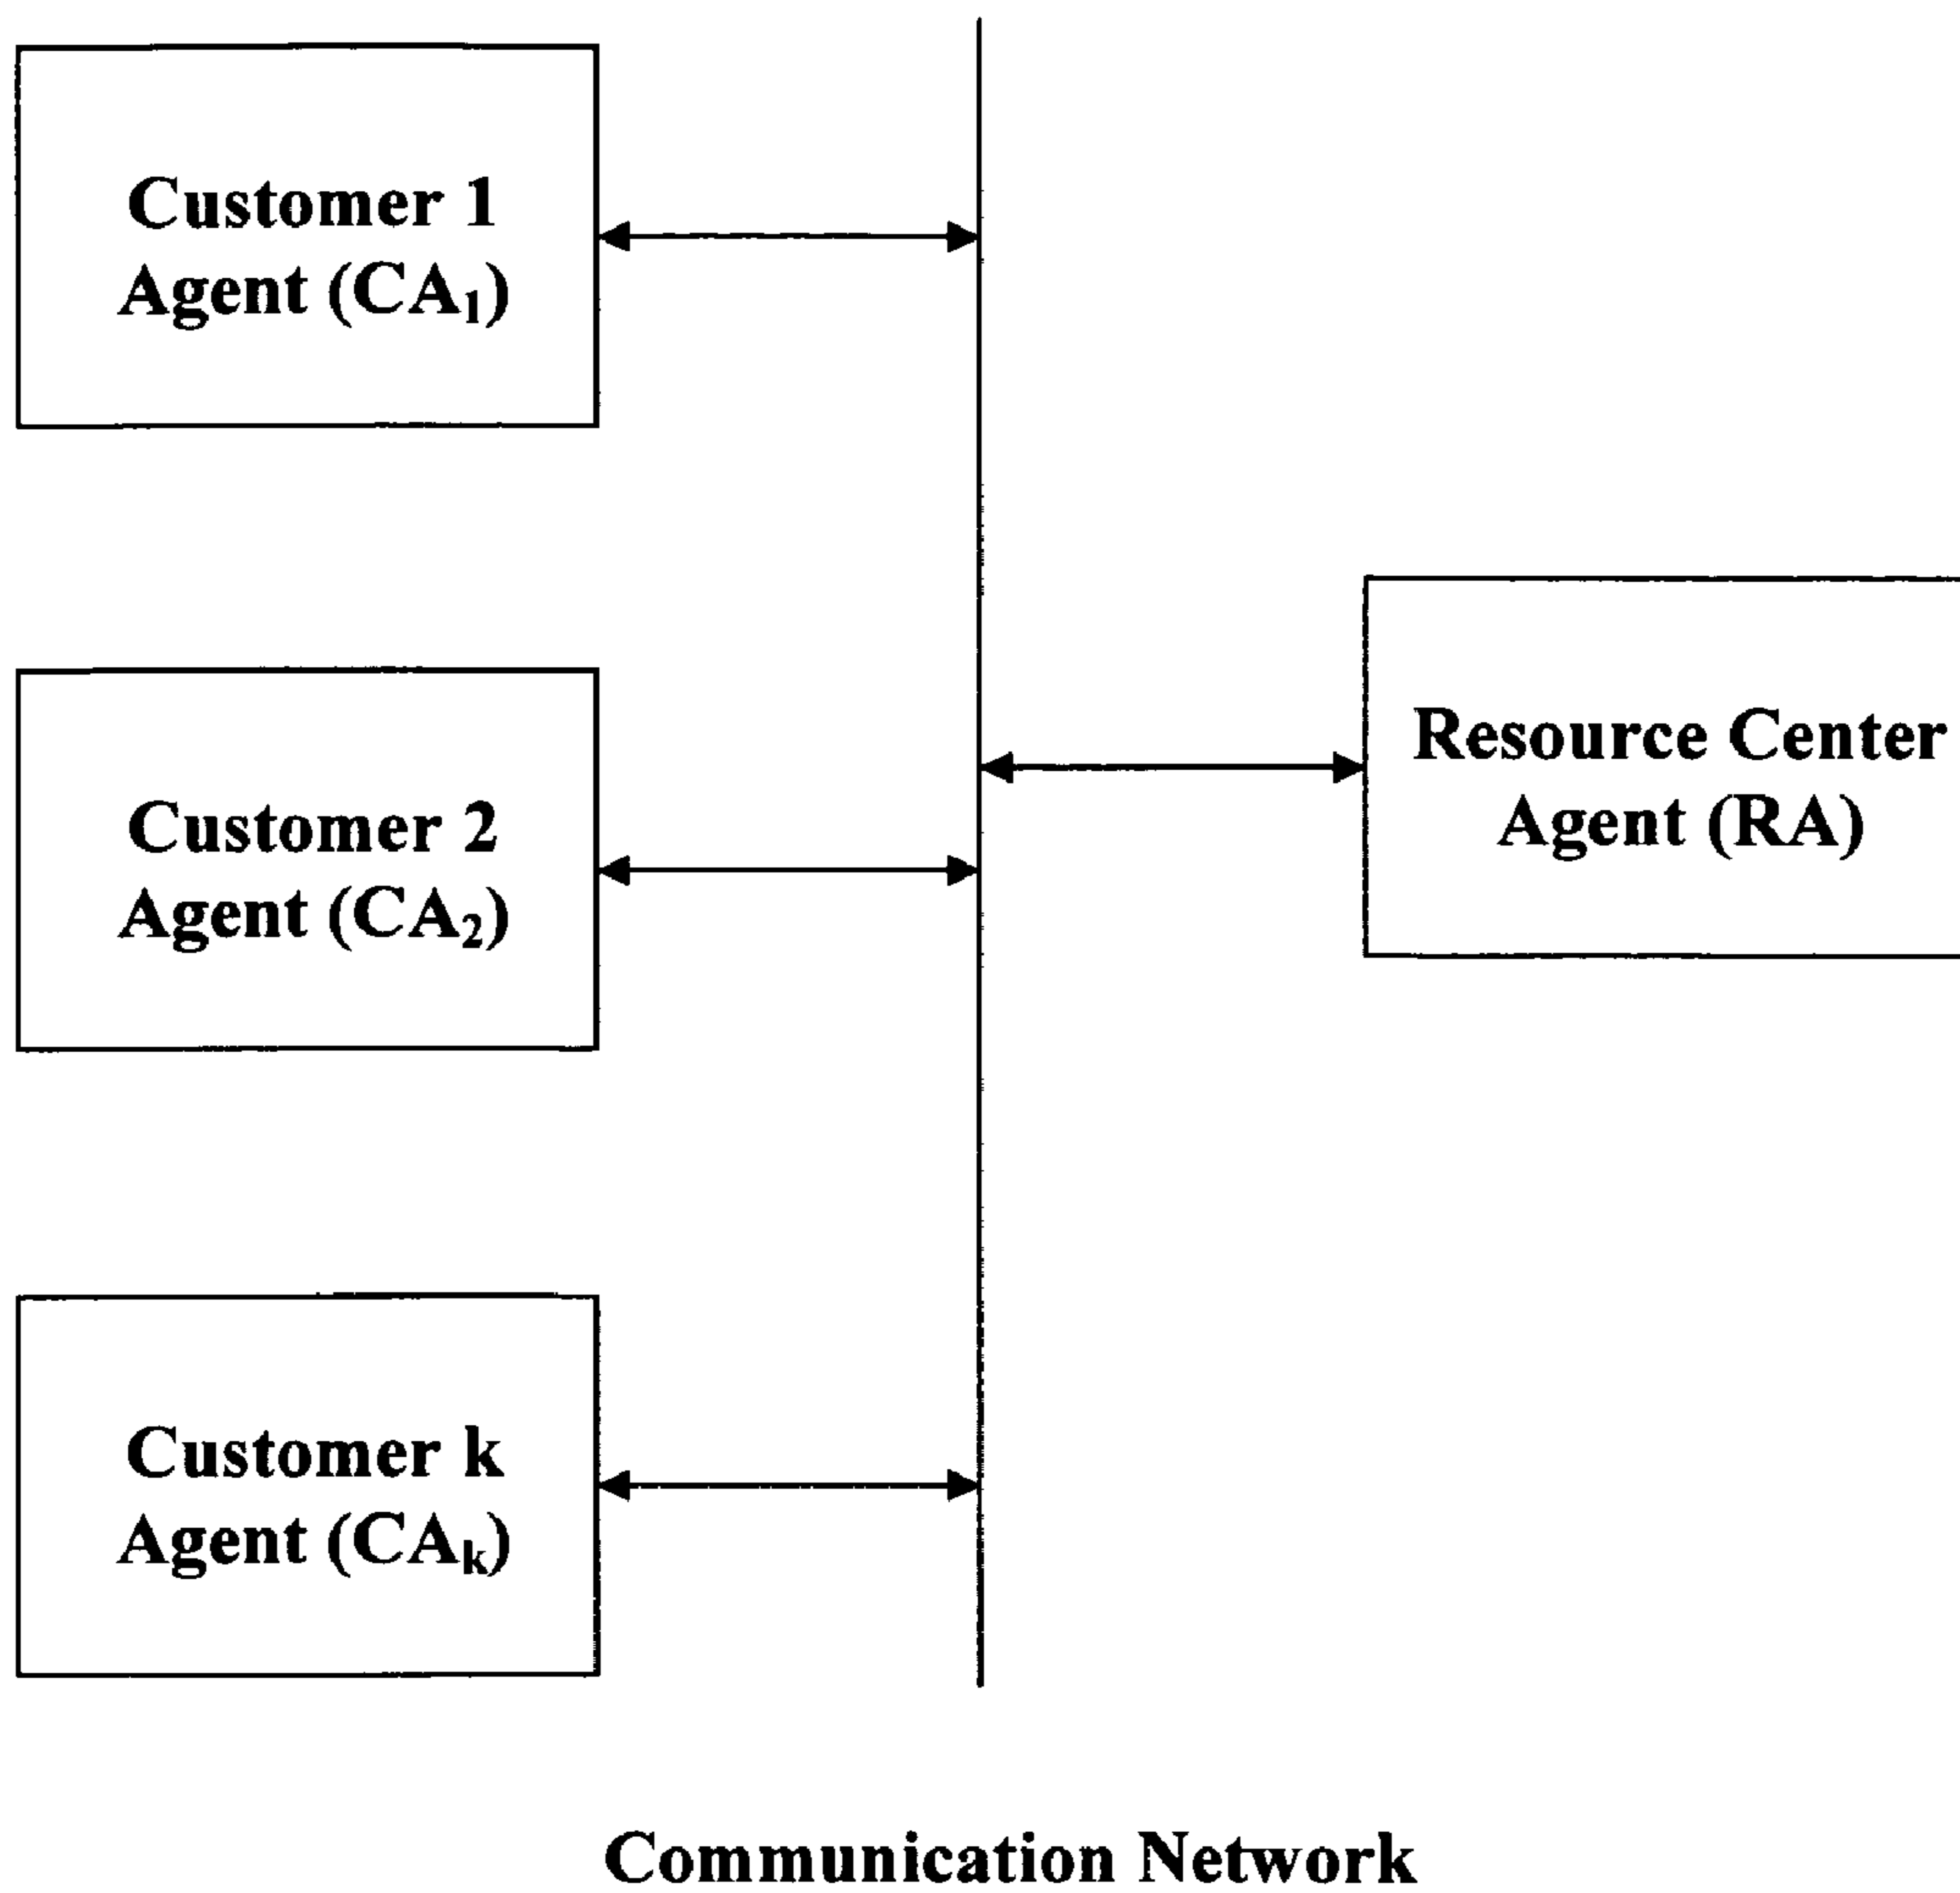 Customer 1
Agent (CA₁)
Customer 2
Agent (CA₂)
Resource Center
Agent (RA)
Customer k
Agent (CAₖ)
Communication Network